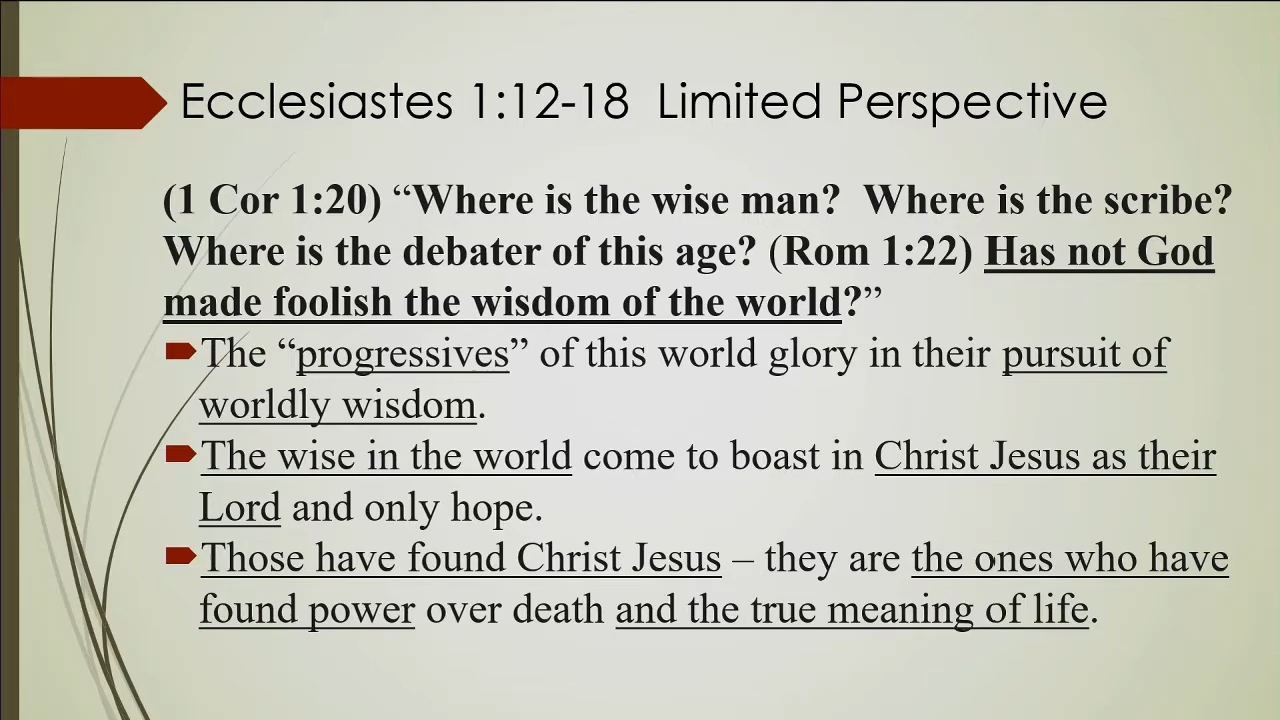 Ecclesiastes 1:12-18  Limited Perspective
(1 Cor 1:20) “Where is the wise man?  Where is the scribe?
Where is the debater of this age? (Rom 1:22) Has not God
made foolish the wisdom of the world?”
The “progressives” of this world glory in their pursuit of
worldly wisdom.
The wise in the world come to boast in Christ Jesus as their
Lord and only hope.
Those have found Christ Jesus – they are the ones who have
found power over death and the true meaning of life.